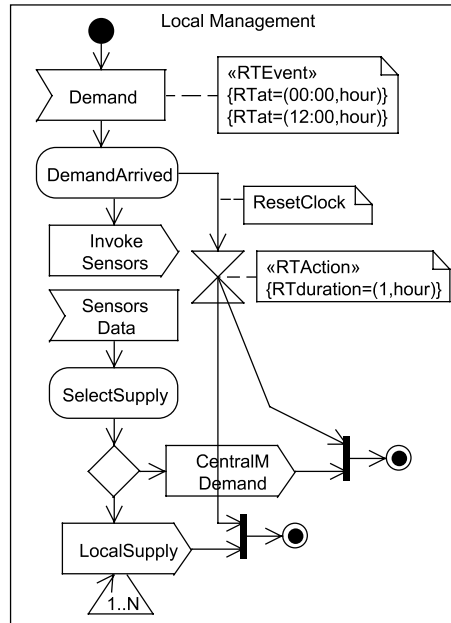 Local Management
Demand
«RTEvent»
{RTat=(00:00,hour)}
{RTat=(12:00,hour)}
DemandArrived
ResetClock
Invoke
Sensors
«RTAction»
{RTduration=(1,hour)}
Sensors
Data
SelectSupply
CentralM
Demand
LocalSupply
1..N